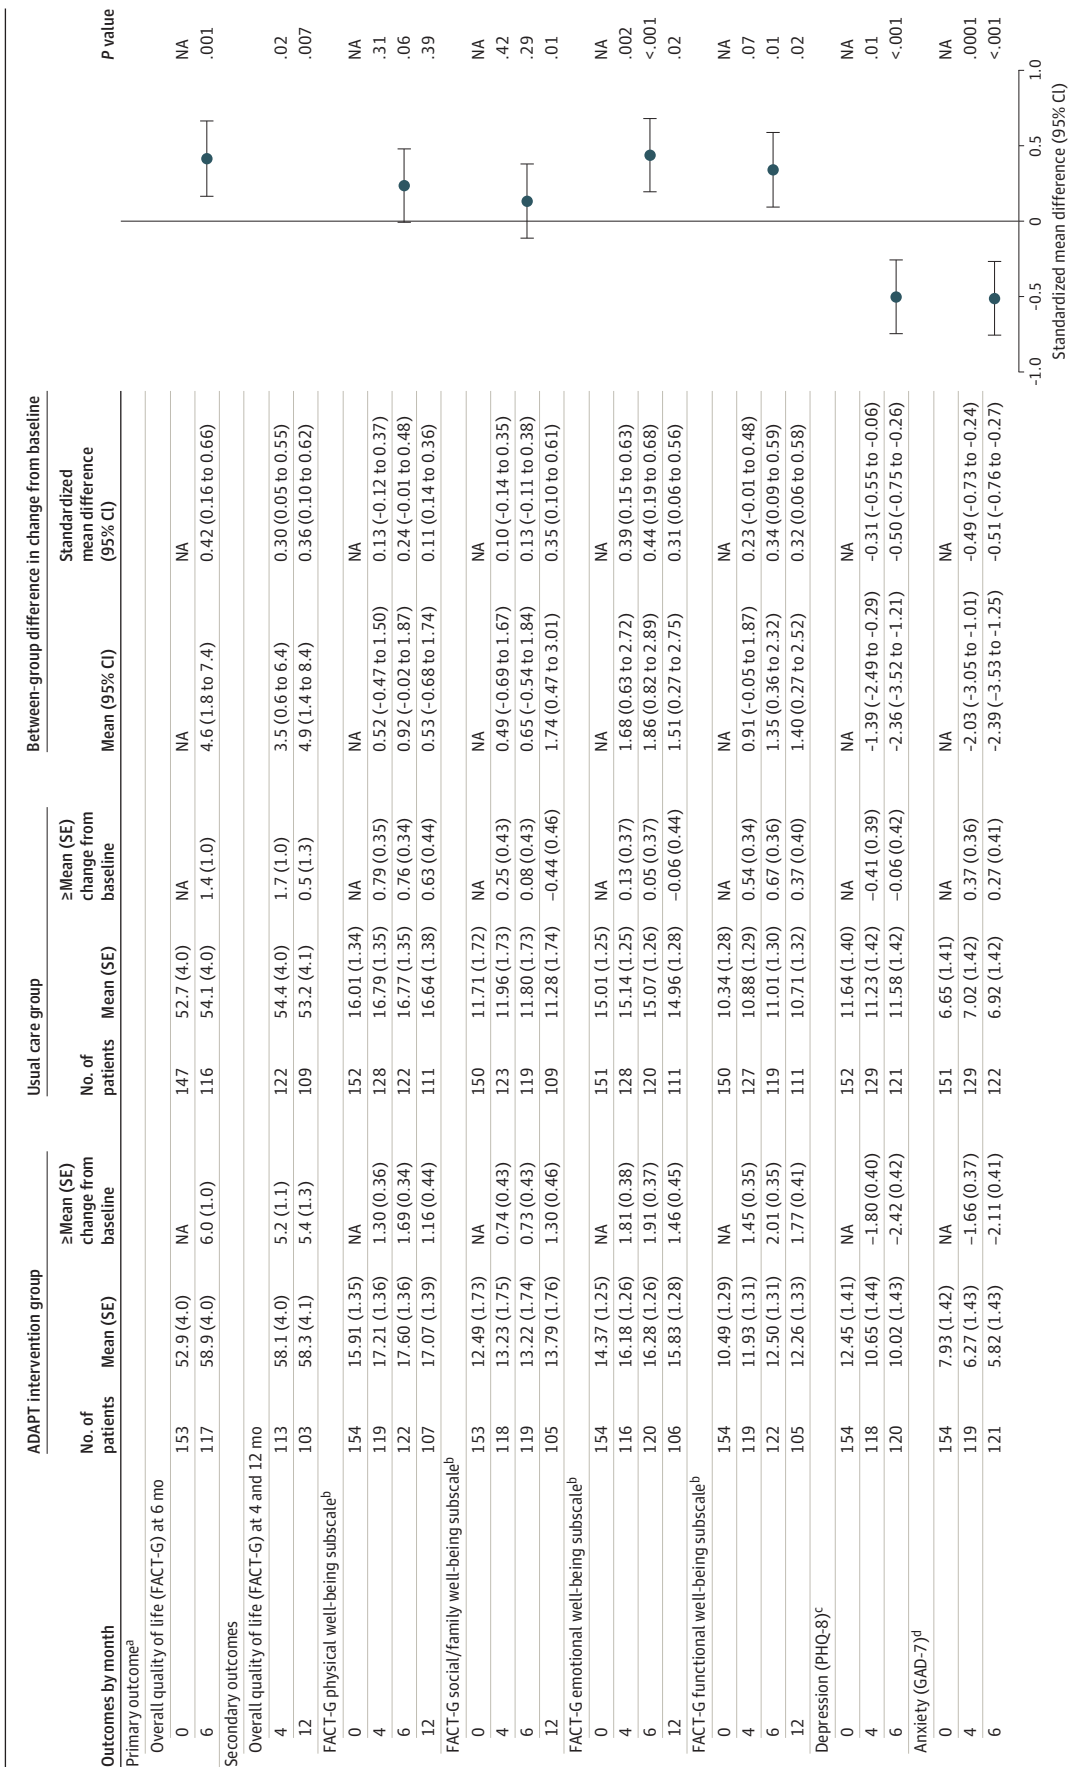 ADAPT intervention group Usual care group Between-group difference in change from baseline
Outcomes by month No. of patients Mean (SE) ≥Mean (SE) change from baseline No. of patients Mean (SE) ≥Mean (SE) change from baseline Mean (95% CI) Standardized mean difference (95% CI) P value
Primary outcomeᵃ
Overall quality of life (FACT-G) at 6 mo
0 153 52.9 (4.0) NA 147 52.7 (4.0) NA NA NA NA
6 117 58.9 (4.0) 6.0 (1.0) 116 54.1 (4.0) 1.4 (1.0) 4.6 (1.8 to 7.4) 0.42 (0.16 to 0.66) .001
Secondary outcomes
Overall quality of life (FACT-G) at 4 and 12 mo
4 113 58.1 (4.0) 5.2 (1.1) 122 54.4 (4.0) 1.7 (1.0) 3.5 (0.6 to 6.4) 0.30 (0.05 to 0.55) .02
12 103 58.3 (4.1) 5.4 (1.3) 109 53.2 (4.1) 0.5 (1.3) 4.9 (1.4 to 8.4) 0.36 (0.10 to 0.62) .007
FACT-G physical well-being subscaleᵇ
0 154 15.91 (1.35) NA 152 16.01 (1.34) NA NA NA NA
4 119 17.21 (1.36) 1.30 (0.36) 128 16.79 (1.35) 0.79 (0.35) 0.52 (-0.47 to 1.50) 0.13 (-0.12 to 0.37) .31
6 122 17.60 (1.36) 1.69 (0.34) 122 16.77 (1.35) 0.76 (0.34) 0.92 (-0.02 to 1.87) 0.24 (-0.01 to 0.48) .06
12 107 17.07 (1.39) 1.16 (0.44) 111 16.64 (1.38) 0.63 (0.44) 0.53 (-0.68 to 1.74) 0.11 (0.14 to 0.36) .39
FACT-G social/family well-being subscaleᵇ
0 153 12.49 (1.73) NA 150 11.71 (1.72) NA NA NA NA
4 118 13.23 (1.75) 0.74 (0.43) 123 11.96 (1.73) 0.25 (0.43) 0.49 (-0.69 to 1.67) 0.10 (-0.14 to 0.35) .42
6 119 13.22 (1.74) 0.73 (0.43) 119 11.80 (1.73) 0.08 (0.43) 0.65 (-0.54 to 1.84) 0.13 (-0.11 to 0.38) .29
12 105 13.79 (1.76) 1.30 (0.46) 109 11.28 (1.74) −0.44 (0.46) 1.74 (0.47 to 3.01) 0.35 (0.10 to 0.61) .01
FACT-G emotional well-being subscaleᵇ
0 154 14.37 (1.25) NA 151 15.01 (1.25) NA NA NA NA
4 116 16.18 (1.26) 1.81 (0.38) 128 15.14 (1.25) 0.13 (0.37) 1.68 (0.63 to 2.72) 0.39 (0.15 to 0.63) .002
6 120 16.28 (1.26) 1.91 (0.37) 120 15.07 (1.26) 0.05 (0.37) 1.86 (0.82 to 2.89) 0.44 (0.19 to 0.68) <.001
12 106 15.83 (1.28) 1.46 (0.45) 111 14.96 (1.28) −0.06 (0.44) 1.51 (0.27 to 2.75) 0.31 (0.06 to 0.56) .02
FACT-G functional well-being subscaleᵇ
0 154 10.49 (1.29) NA 150 10.34 (1.28) NA NA NA NA
4 119 11.93 (1.31) 1.45 (0.35) 127 10.88 (1.29) 0.54 (0.34) 0.91 (-0.05 to 1.87) 0.23 (-0.01 to 0.48) .07
6 122 12.50 (1.31) 2.01 (0.35) 119 11.01 (1.30) 0.67 (0.36) 1.35 (0.36 to 2.32) 0.34 (0.09 to 0.59) .01
12 105 12.26 (1.33) 1.77 (0.41) 111 10.71 (1.32) 0.37 (0.40) 1.40 (0.27 to 2.52) 0.32 (0.06 to 0.58) .02
Depression (PHQ-8)ᶜ
0 154 12.45 (1.41) NA 152 11.64 (1.40) NA NA NA NA
4 118 10.65 (1.44) −1.80 (0.40) 129 11.23 (1.42) −0.41 (0.39) -1.39 (-2.49 to -0.29) -0.31 (-0.55 to -0.06) .01
6 120 10.02 (1.43) −2.42 (0.42) 121 11.58 (1.42) −0.06 (0.42) -2.36 (-3.52 to -1.21) -0.50 (-0.75 to -0.26) <.001
Anxiety (GAD-7)ᵈ
0 154 7.93 (1.42) NA 151 6.65 (1.41) NA NA NA NA
4 119 6.27 (1.43) −1.66 (0.37) 129 7.02 (1.42) 0.37 (0.36) -2.03 (-3.05 to -1.01) -0.49 (-0.73 to -0.24) .0001
6 121 5.82 (1.43) −2.11 (0.41) 122 6.92 (1.42) 0.27 (0.41) -2.39 (−3.53 to -1.25) -0.51 (-0.76 to -0.27) <.001
-1.0 -0.5 0 0.5 1.0
Standardized mean difference (95% CI)